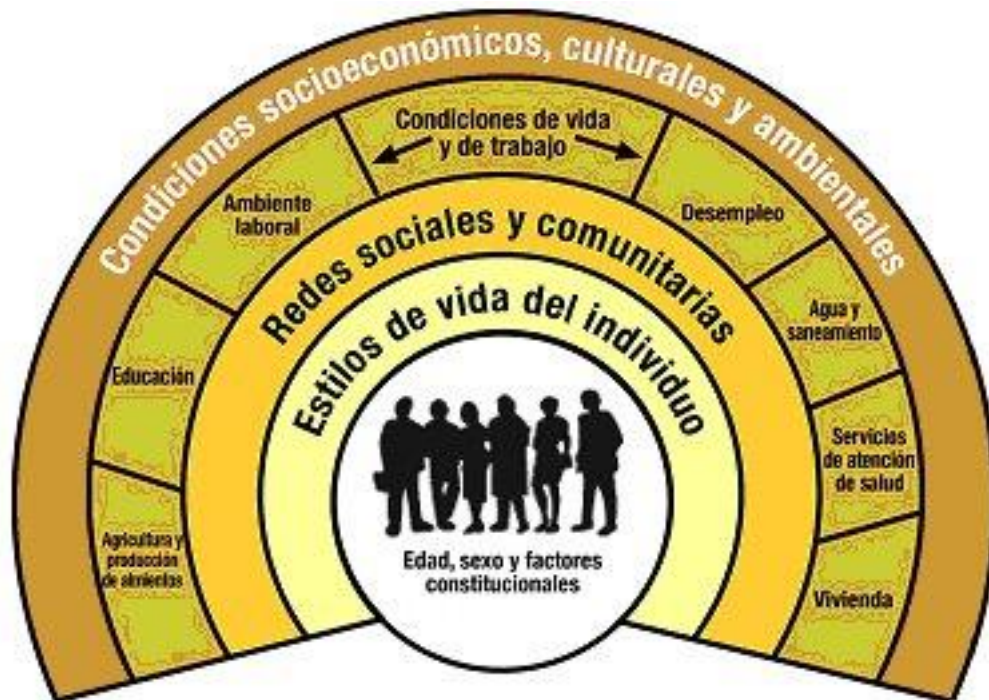 Condiciones socioeconómicos, culturales y ambientales
Condiciones de vida
y de trabajo
Ambiente
laboral
Desempleo
Redes sociales y comunitarias
Agua y
saneamiento
Estilos de vida del individuo
Educación
Servicios
de atención
de salud
Agricultura y
producción
de almientos
Edad, sexo y factores
constitucionales
Vivienda